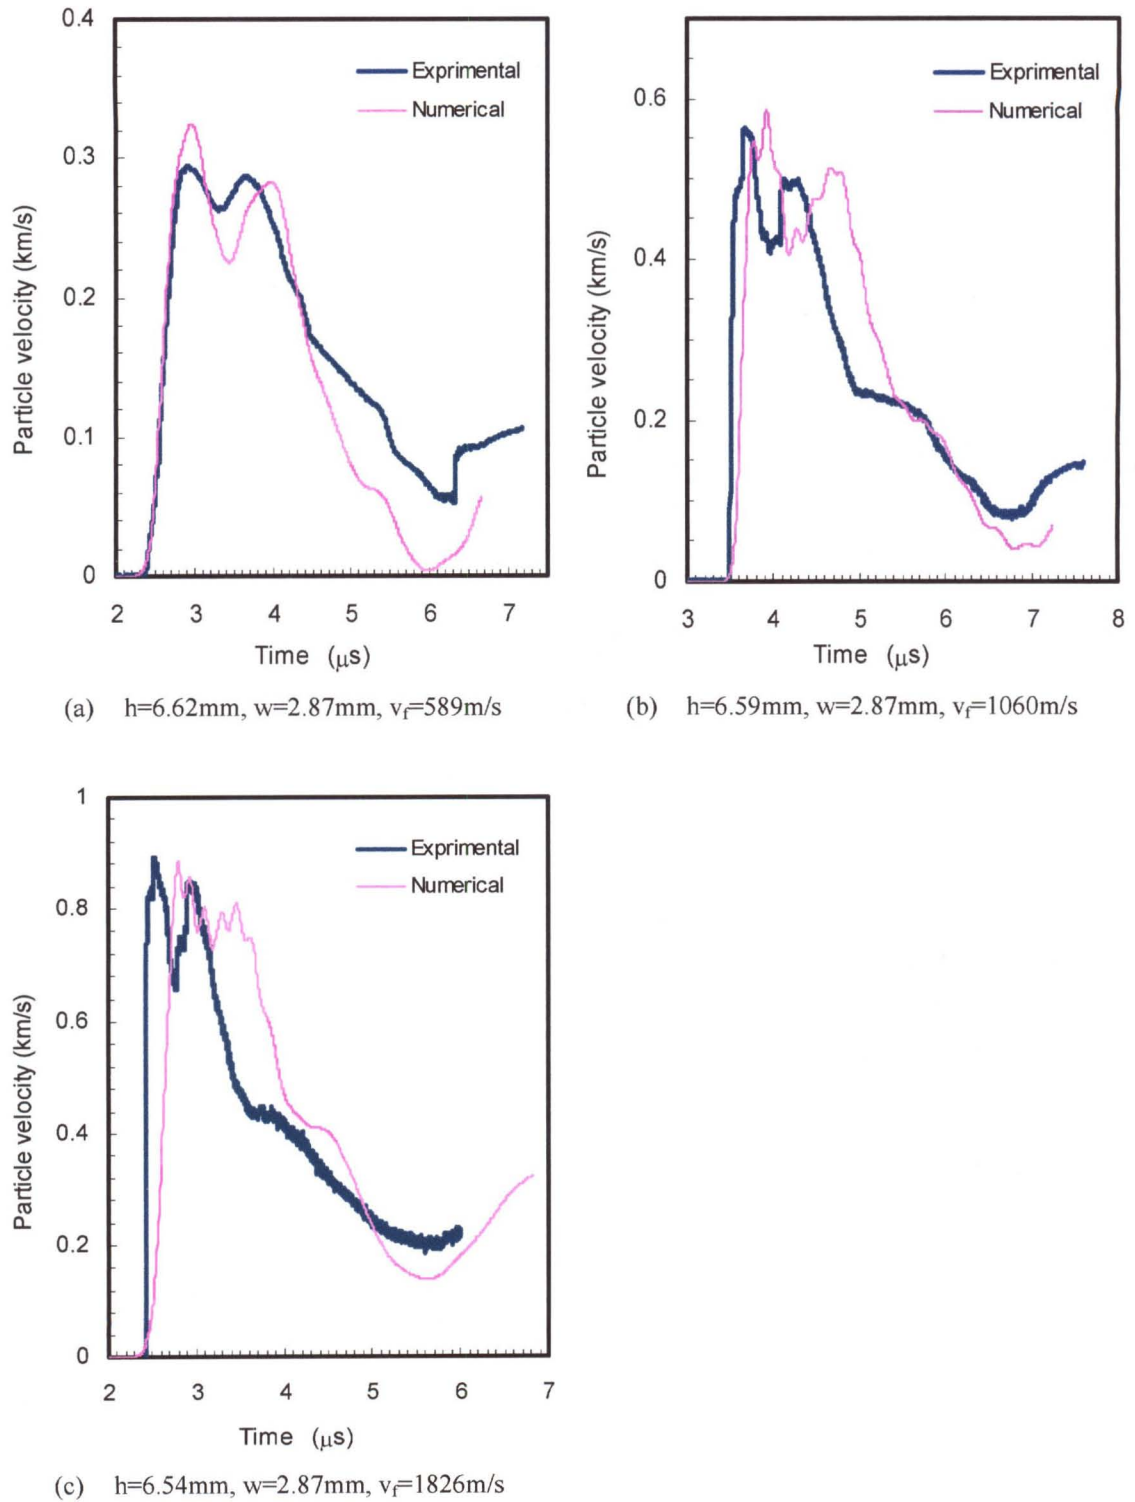 0.4
Exprimental
Numerical
0.3
0.2
0.1
0
Particle velocity (km/s)
2 3 4 5 6 7
Time (μs)
(a) h=6.62mm, w=2.87mm, vf=589m/s
Exprimental
Numerical
0.6
0.4
0.2
0
Particle velocity (km/s)
3 4 5 6 7 8
Time (μs)
(b) h=6.59mm, w=2.87mm, vf=1060m/s
1
Exprimental
Numerical
0.8
0.6
0.4
0.2
0
Particle velocity (km/s)
2 3 4 5 6 7
Time (μs)
(c) h=6.54mm, w=2.87mm, vf=1826m/s